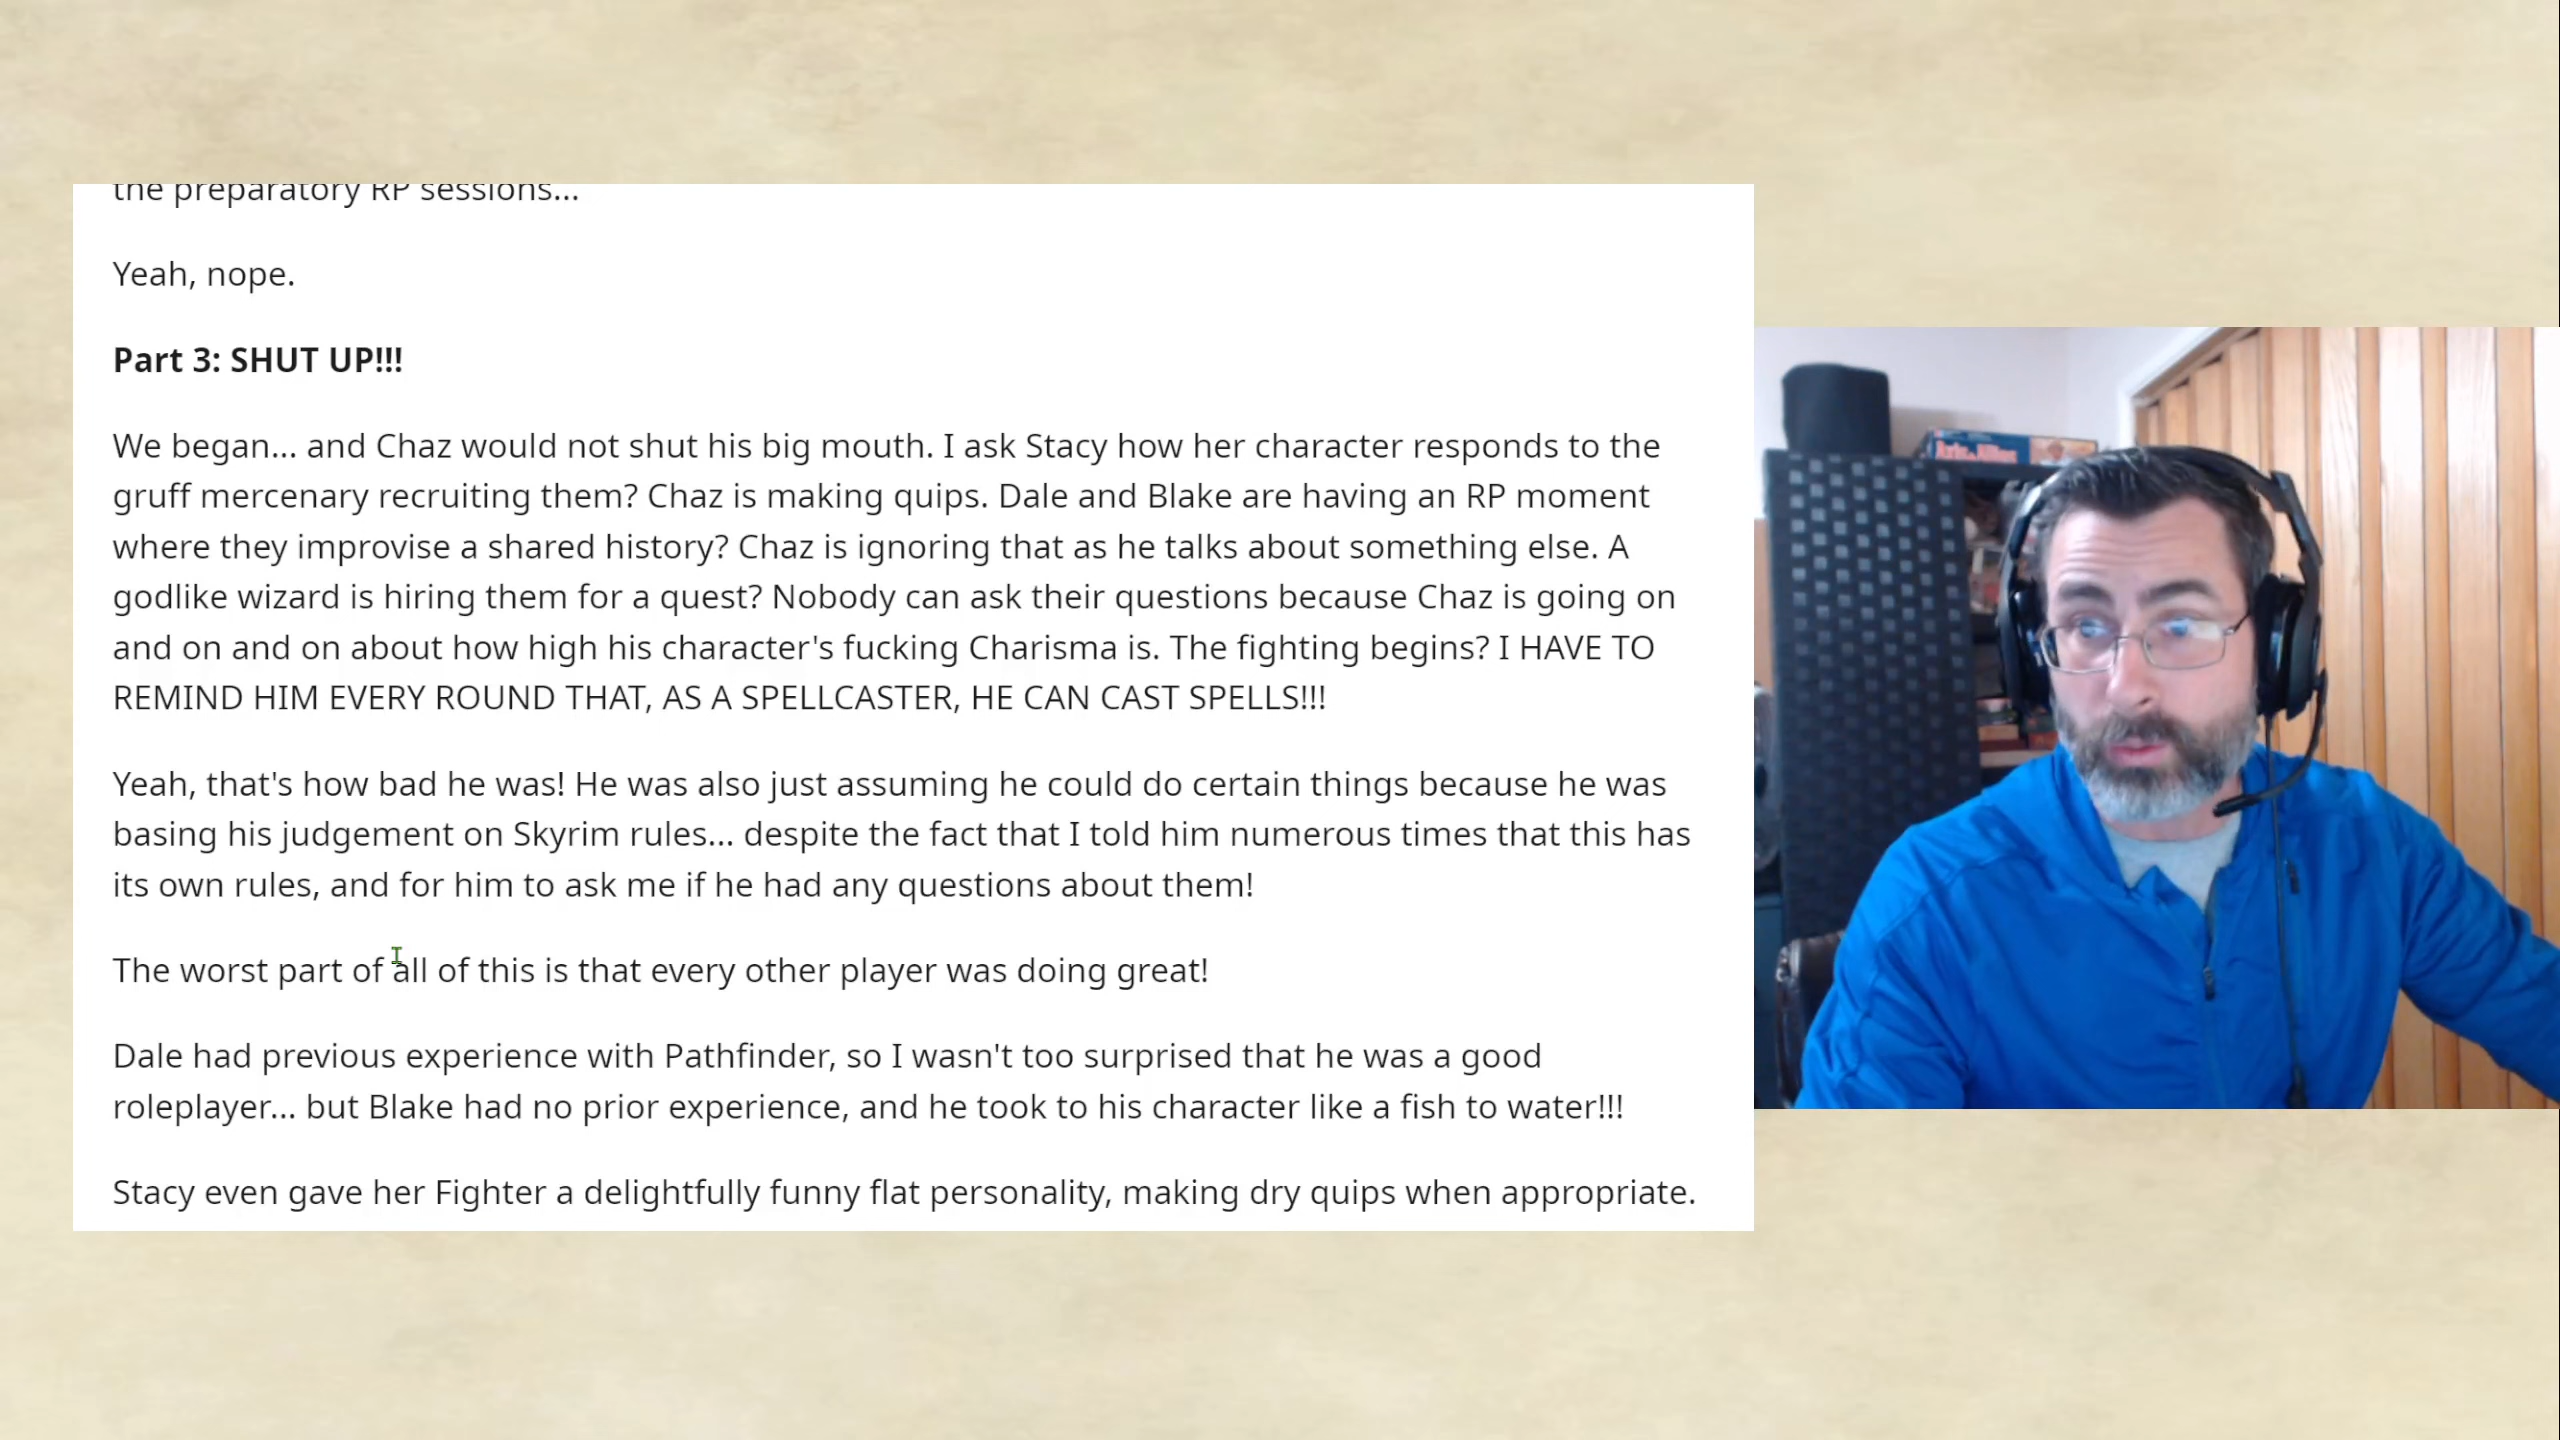 the preparatory RP sessions...
Yeah, nope.
Part 3: SHUT UP!!!
We began... and Chaz would not shut his big mouth. I ask Stacy how her character responds to the
gruff mercenary recruiting them? Chaz is making quips. Dale and Blake are having an RP moment
where they improvise a shared history? Chaz is ignoring that as he talks about something else. A
godlike wizard is hiring them for a quest? Nobody can ask their questions because Chaz is going on
and on and on about how high his character's fucking Charisma is. The fighting begins? I HAVE TO
REMIND HIM EVERY ROUND THAT, AS A SPELLCASTER, HE CAN CAST SPELLS!!!
Yeah, that's how bad he was! He was also just assuming he could do certain things because he was
basing his judgement on Skyrim rules... despite the fact that I told him numerous times that this has
its own rules, and for him to ask me if he had any questions about them!
The worst part of all of this is that every other player was doing great!
Dale had previous experience with Pathfinder, so I wasn't too surprised that he was a good
roleplayer... but Blake had no prior experience, and he took to his character like a fish to water!!!
Stacy even gave her Fighter a delightfully funny flat personality, making dry quips when appropriate.
Axis & Allies